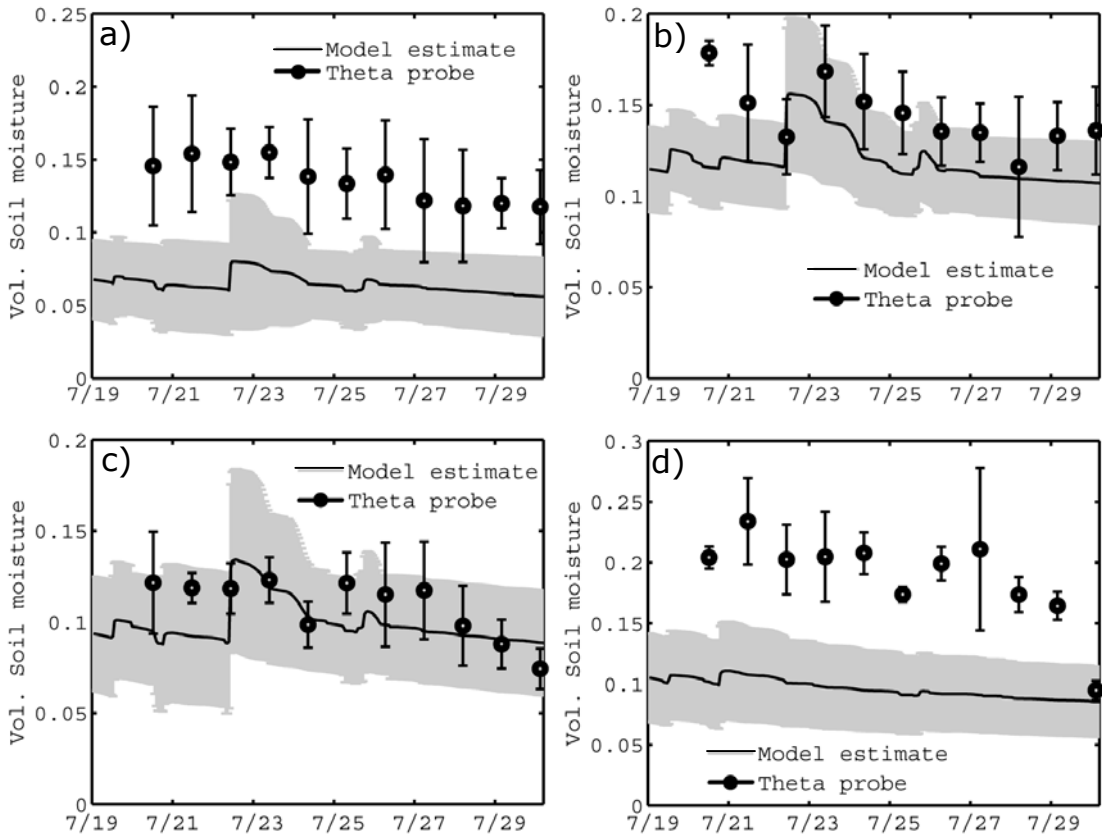 a)
Model estimate
Theta probe
Vol. Soil moisture
0.25
0.2
0.15
0.1
0.05
0
7/19 7/21 7/23 7/25 7/27 7/29
b)
Model estimate
Theta probe
Vol. Soil moisture
0.2
0.15
0.1
0.05
0
7/19 7/21 7/23 7/25 7/27 7/29
c)
Model estimate
Theta probe
Vol. Soil moisture
0.2
0.15
0.1
0.05
0
7/19 7/21 7/23 7/25 7/27 7/29
d)
Model estimate
Theta probe
Vol. Soil moisture
0.3
0.25
0.2
0.15
0.1
0.05
0
7/19 7/21 7/23 7/25 7/27 7/29